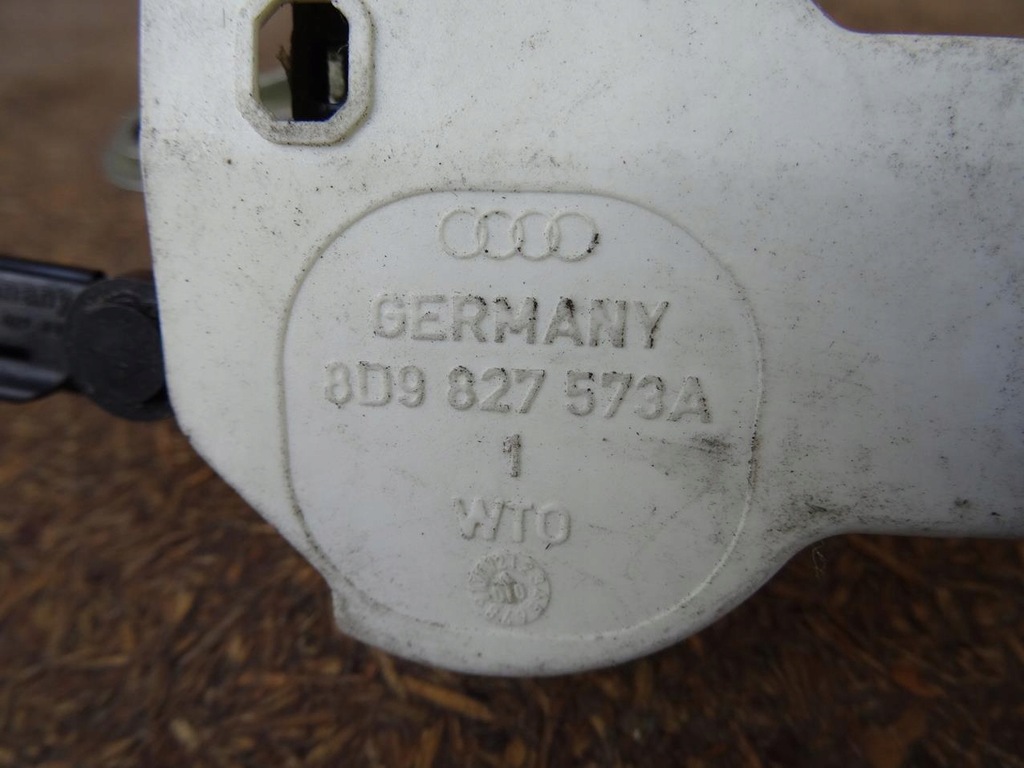 GERMANY
8D9 827 573A
1
WTO